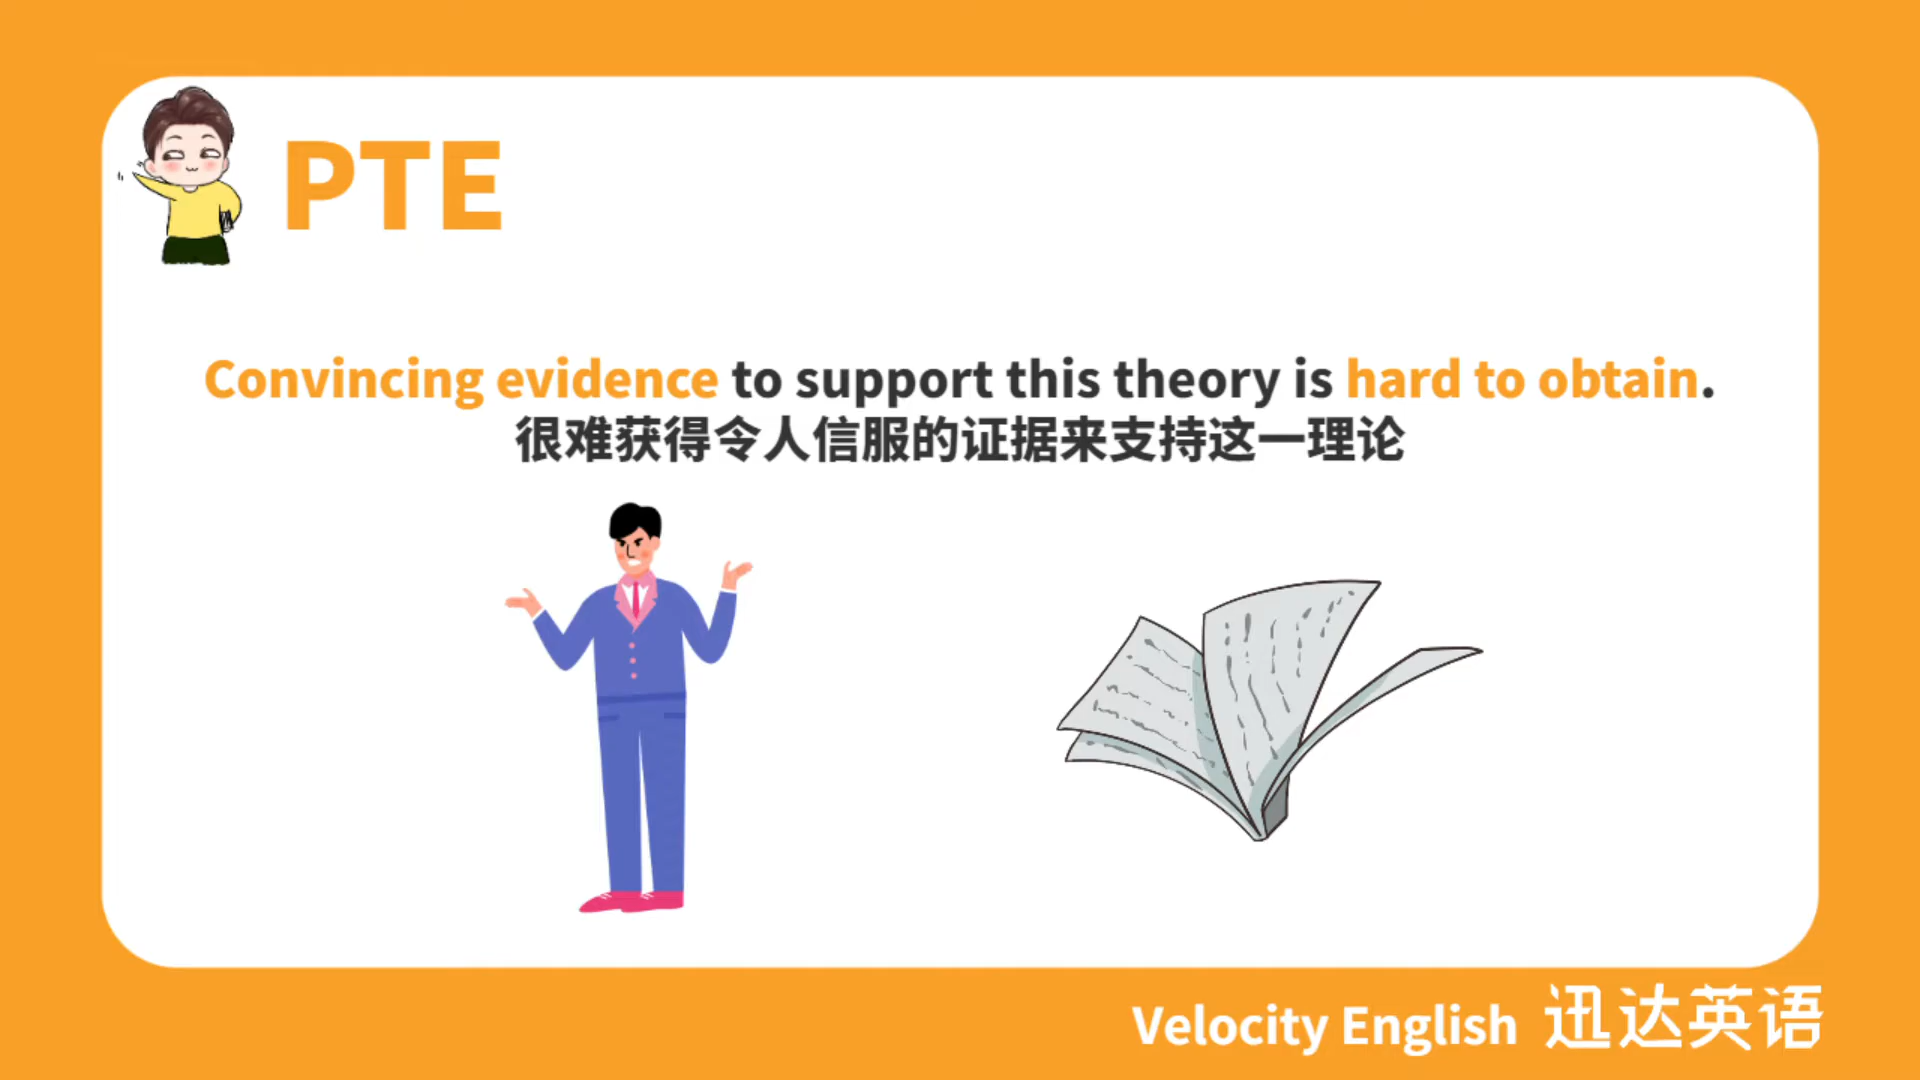 PTE
Convincing evidence to support this theory is hard to obtain.
很难获得令人信服的证据来支持这一理论
Velocity English 迅达英语